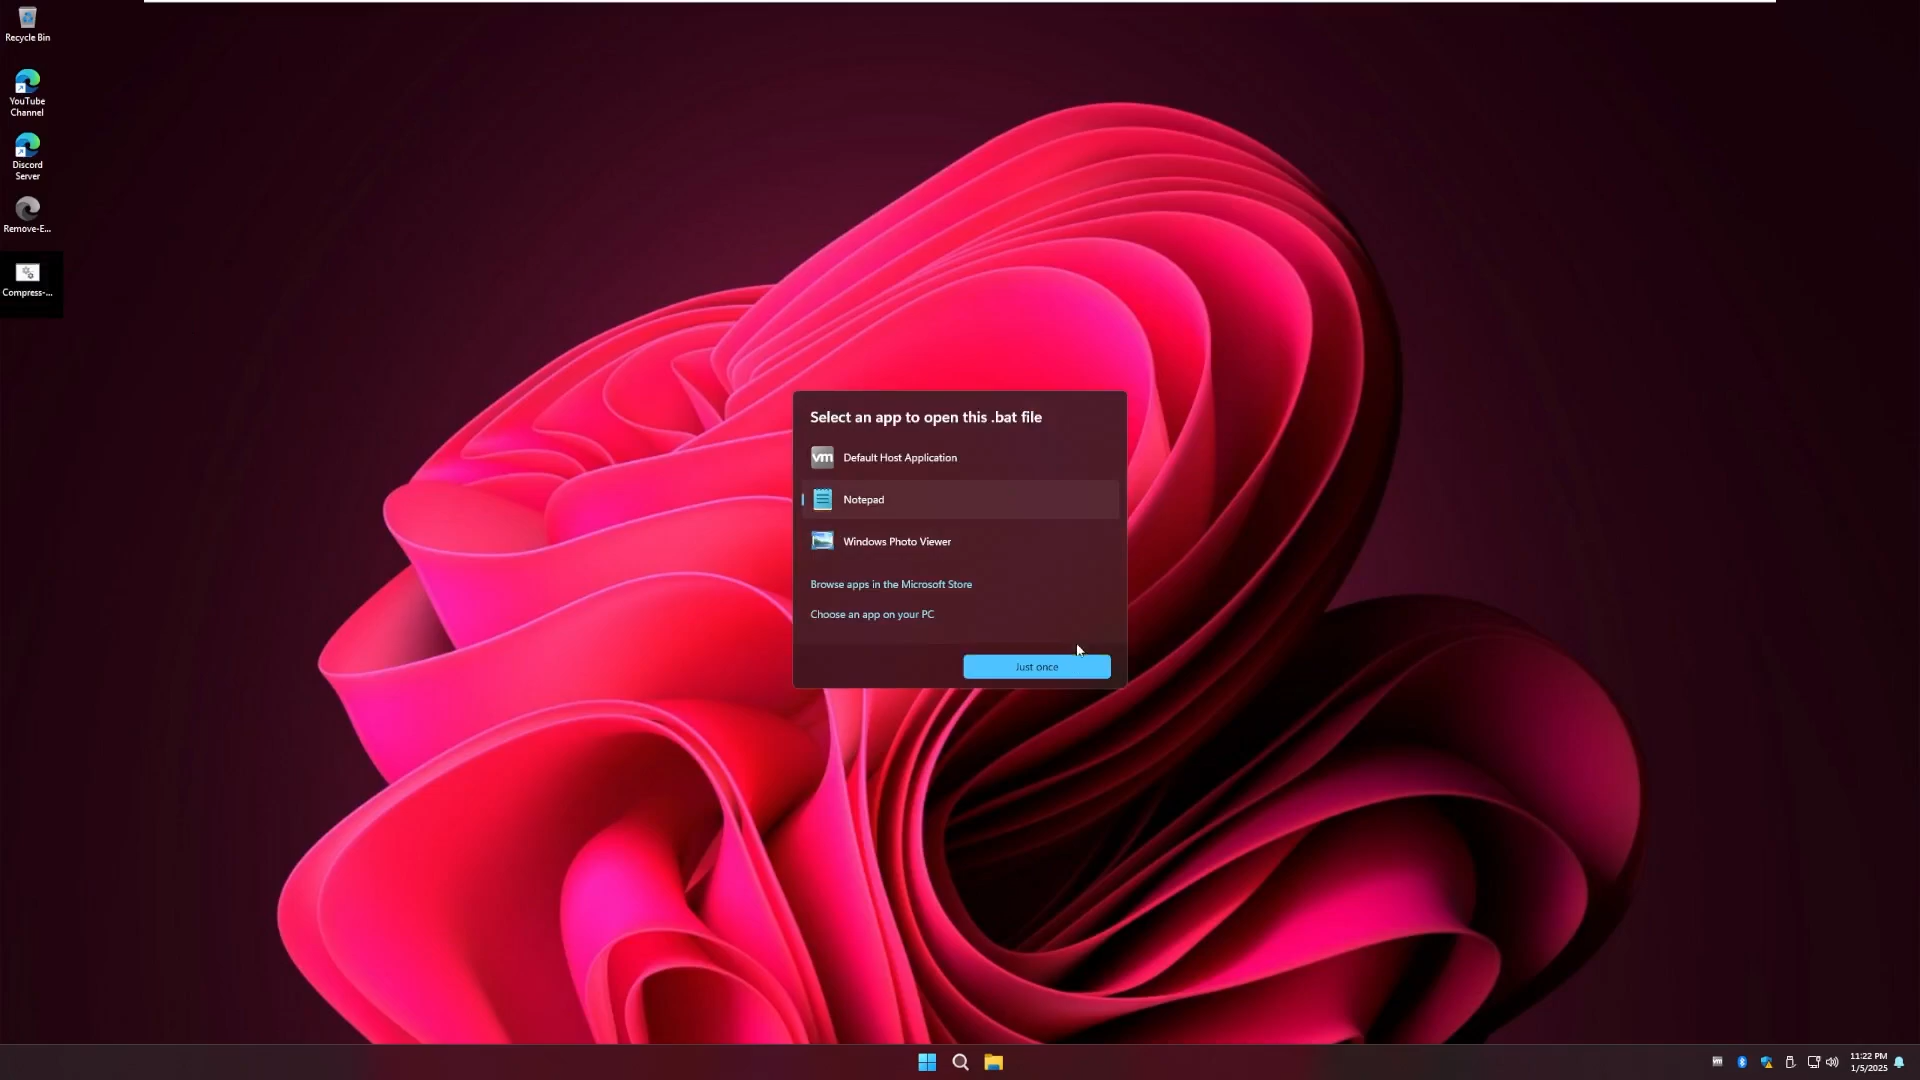 Recycle Bin
YouTube
Channel
Discord
Server
Remove-E...
Compress-...
Select an app to open this .bat file
vm
Default Host Application
Notepad
Windows Photo Viewer
Browse apps in the Microsoft Store
Choose an app on your PC
Just once
vm
11:22 PM
1/5/2025